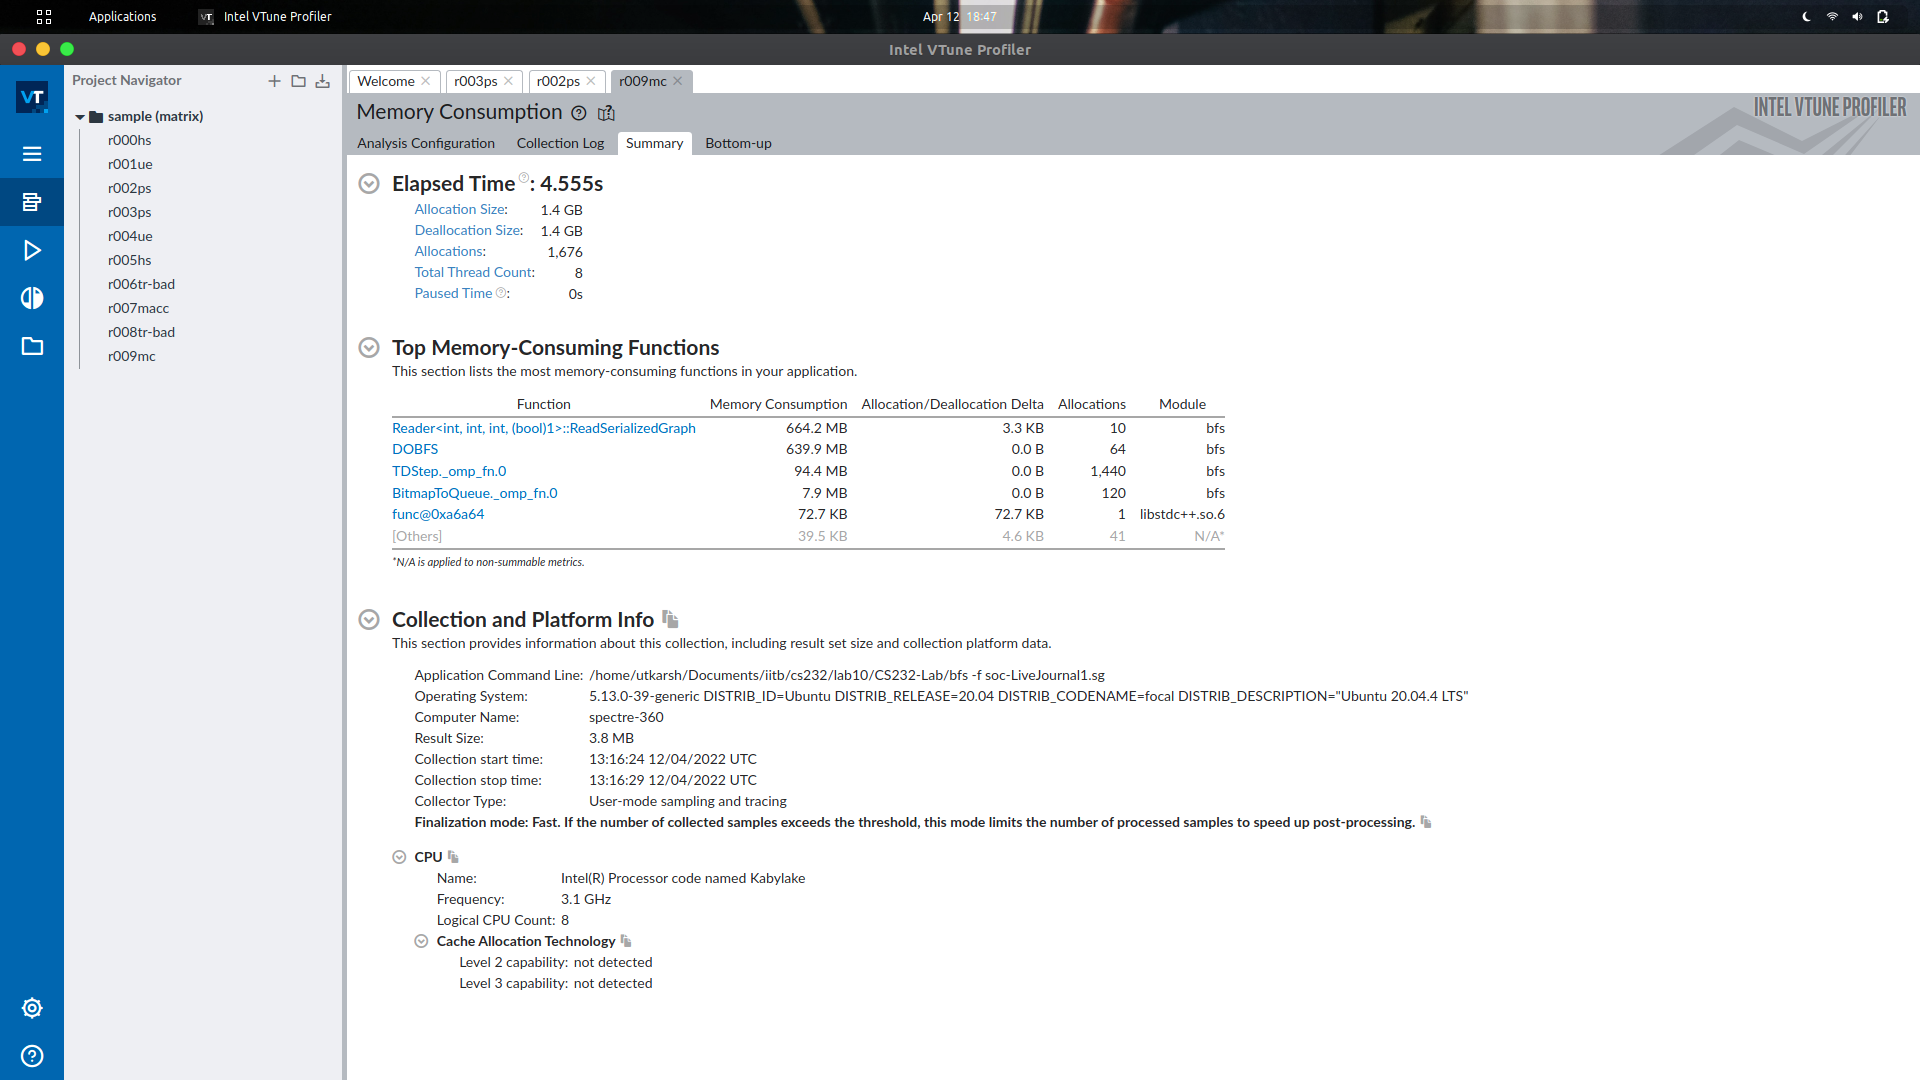 Applications Intel VTune Profiler Apr 12 18:47
Intel VTune Profiler
VT
Project Navigator
sample (matrix)
r000hs
r001ue
r002ps
r003ps
r004ue
r005hs
r006tr-bad
r007macc
r008tr-bad
r009mc
Welcome r003ps r002ps r009mc
Memory Consumption
INTEL VTUNE PROFILER
Analysis Configuration Collection Log Summary Bottom-up
Elapsed Time: 4.555s
Allocation Size: 1.4 GB
Deallocation Size: 1.4 GB
Allocations: 1,676
Total Thread Count: 8
Paused Time: 0s
Top Memory-Consuming Functions
This section lists the most memory-consuming functions in your application.
Function Memory Consumption Allocation/Deallocation Delta Allocations Module
Reader<int, int, int, (bool)1>::ReadSerializedGraph 664.2 MB 3.3 KB 10 bfs
DOBFS 639.9 MB 0.0 B 64 bfs
TDStep._omp_fn.0 94.4 MB 0.0 B 1,440 bfs
BitmapToQueue._omp_fn.0 7.9 MB 0.0 B 120 bfs
func@0xa6a64 72.7 KB 72.7 KB 1 libstdc++.so.6
[Others] 39.5 KB 4.6 KB 41 N/A*
*N/A is applied to non-summable metrics.
Collection and Platform Info
This section provides information about this collection, including result set size and collection platform data.
Application Command Line: /home/utkarsh/Documents/iitb/cs232/lab10/CS232-Lab/bfs -f soc-LiveJournal1.sg
Operating System: 5.13.0-39-generic DISTRIB_ID=Ubuntu DISTRIB_RELEASE=20.04 DISTRIB_CODENAME=focal DISTRIB_DESCRIPTION="Ubuntu 20.04.4 LTS"
Computer Name: spectre-360
Result Size: 3.8 MB
Collection start time: 13:16:24 12/04/2022 UTC
Collection stop time: 13:16:29 12/04/2022 UTC
Collector Type: User-mode sampling and tracing
Finalization mode: Fast. If the number of collected samples exceeds the threshold, this mode limits the number of processed samples to speed up post-processing.
CPU
Name: Intel(R) Processor code named Kabylake
Frequency: 3.1 GHz
Logical CPU Count: 8
Cache Allocation Technology
Level 2 capability: not detected
Level 3 capability: not detected